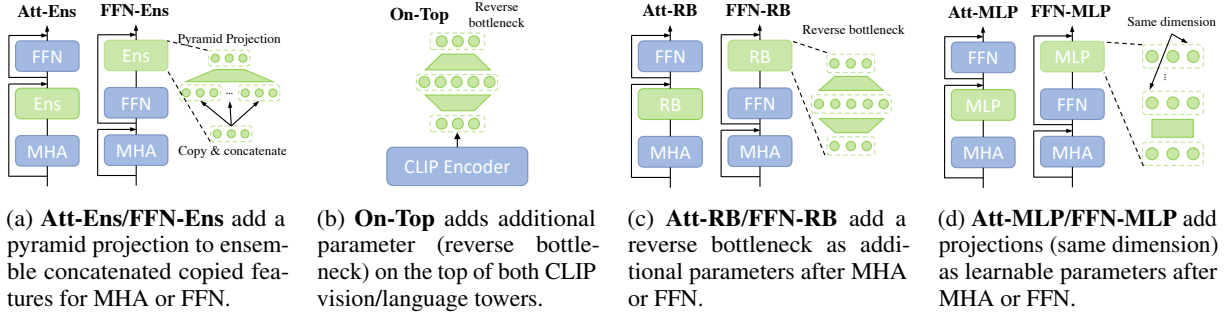 Att-Ens FFN-Ens
FFN
Ens
MHA
Ens
FFN
MHA
Pyramid Projection
...
Copy & concatenate
On-Top
Reverse
bottleneck
CLIP Encoder
Att-RB FFN-RB
FFN
RB
MHA
RB
FFN
MHA
Reverse bottleneck
Att-MLP FFN-MLP
FFN
MLP
MHA
MLP
FFN
MHA
Same dimension
...
(a) Att-Ens/FFN-Ens add a
pyramid projection to ensem-
ble concatenated copied fea-
tures for MHA or FFN.
(b) On-Top adds additional
parameter (reverse bottle-
neck) on the top of both CLIP
vision/language towers.
(c) Att-RB/FFN-RB add a
reverse bottleneck as addi-
tional parameters after MHA
or FFN.
(d) Att-MLP/FFN-MLP add
projections (same dimension)
as learnable parameters after
MHA or FFN.